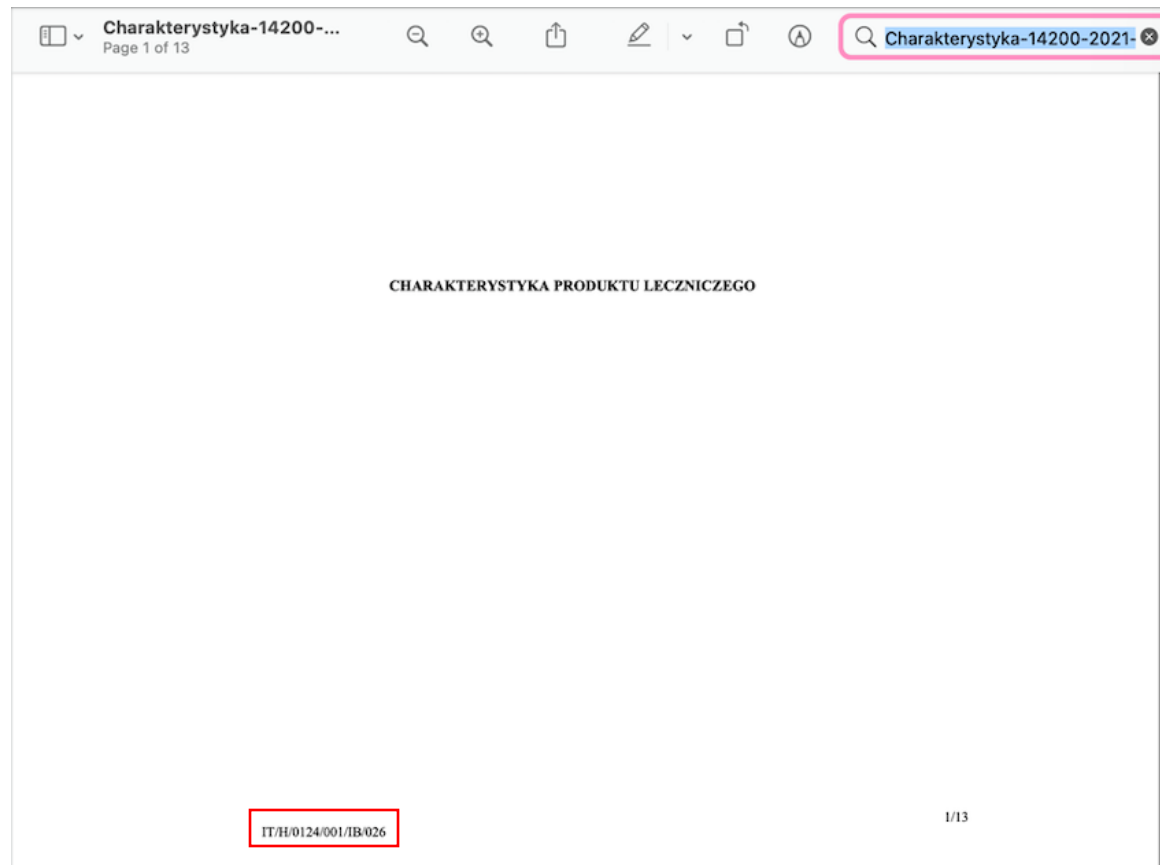 Charakterystyka-14200-...
Page 1 of 13
Charakterystyka-14200-2021-
CHARAKTERYSTYKA PRODUKTU LECZNICZEGO
IT/H/0124/001/IB/026
1/13